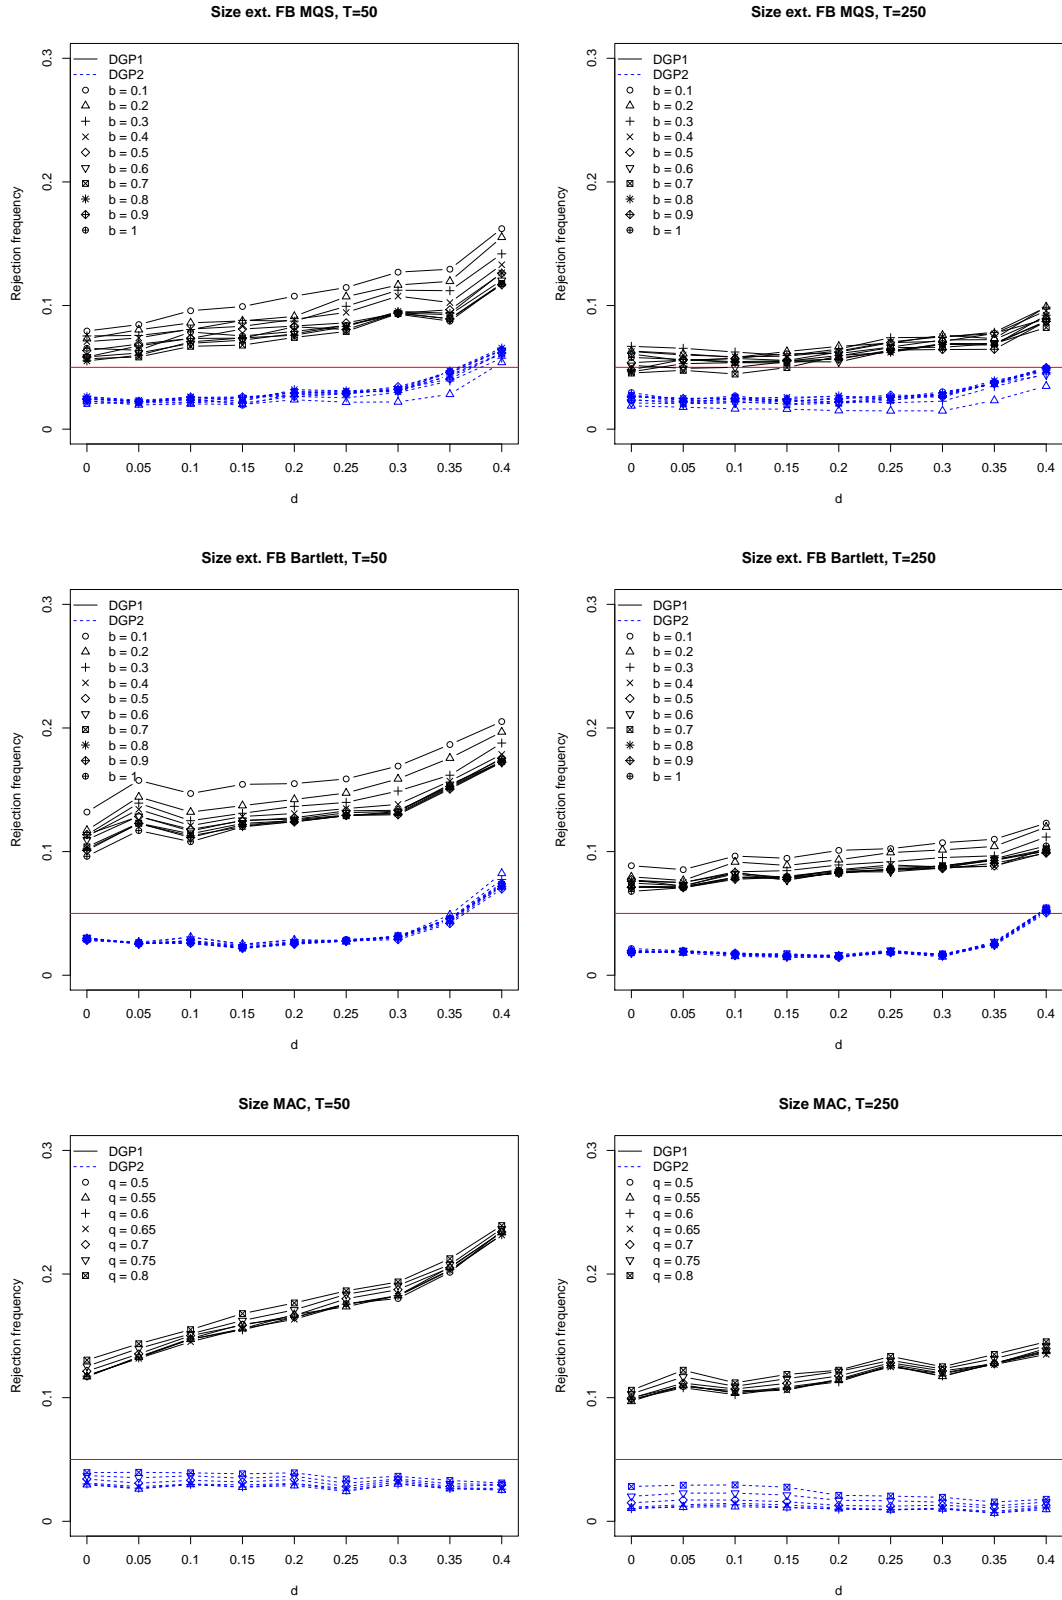 Size ext. FB MQS, T=50
Rejection frequency
0.3
0.2
0.1
0
DGP1
DGP2
b = 0.1
b = 0.2
b = 0.3
b = 0.4
b = 0.5
b = 0.6
b = 0.7
b = 0.8
b = 0.9
b = 1
0 0.05 0.1 0.15 0.2 0.25 0.3 0.35 0.4
d
Size ext. FB MQS, T=250
Rejection frequency
0.3
0.2
0.1
0
DGP1
DGP2
b = 0.1
b = 0.2
b = 0.3
b = 0.4
b = 0.5
b = 0.6
b = 0.7
b = 0.8
b = 0.9
b = 1
0 0.05 0.1 0.15 0.2 0.25 0.3 0.35 0.4
d
Size ext. FB Bartlett, T=50
Rejection frequency
0.3
0.2
0.1
0
DGP1
DGP2
b = 0.1
b = 0.2
b = 0.3
b = 0.4
b = 0.5
b = 0.6
b = 0.7
b = 0.8
b = 0.9
b = 1
0 0.05 0.1 0.15 0.2 0.25 0.3 0.35 0.4
d
Size ext. FB Bartlett, T=250
Rejection frequency
0.3
0.2
0.1
0
DGP1
DGP2
b = 0.1
b = 0.2
b = 0.3
b = 0.4
b = 0.5
b = 0.6
b = 0.7
b = 0.8
b = 0.9
b = 1
0 0.05 0.1 0.15 0.2 0.25 0.3 0.35 0.4
d
Size MAC, T=50
Rejection frequency
0.3
0.2
0.1
0
DGP1
DGP2
q = 0.5
q = 0.55
q = 0.6
q = 0.65
q = 0.7
q = 0.75
q = 0.8
0 0.05 0.1 0.15 0.2 0.25 0.3 0.35 0.4
d
Size MAC, T=250
Rejection frequency
0.3
0.2
0.1
0
DGP1
DGP2
q = 0.5
q = 0.55
q = 0.6
q = 0.65
q = 0.7
q = 0.75
q = 0.8
0 0.05 0.1 0.15 0.2 0.25 0.3 0.35 0.4
d